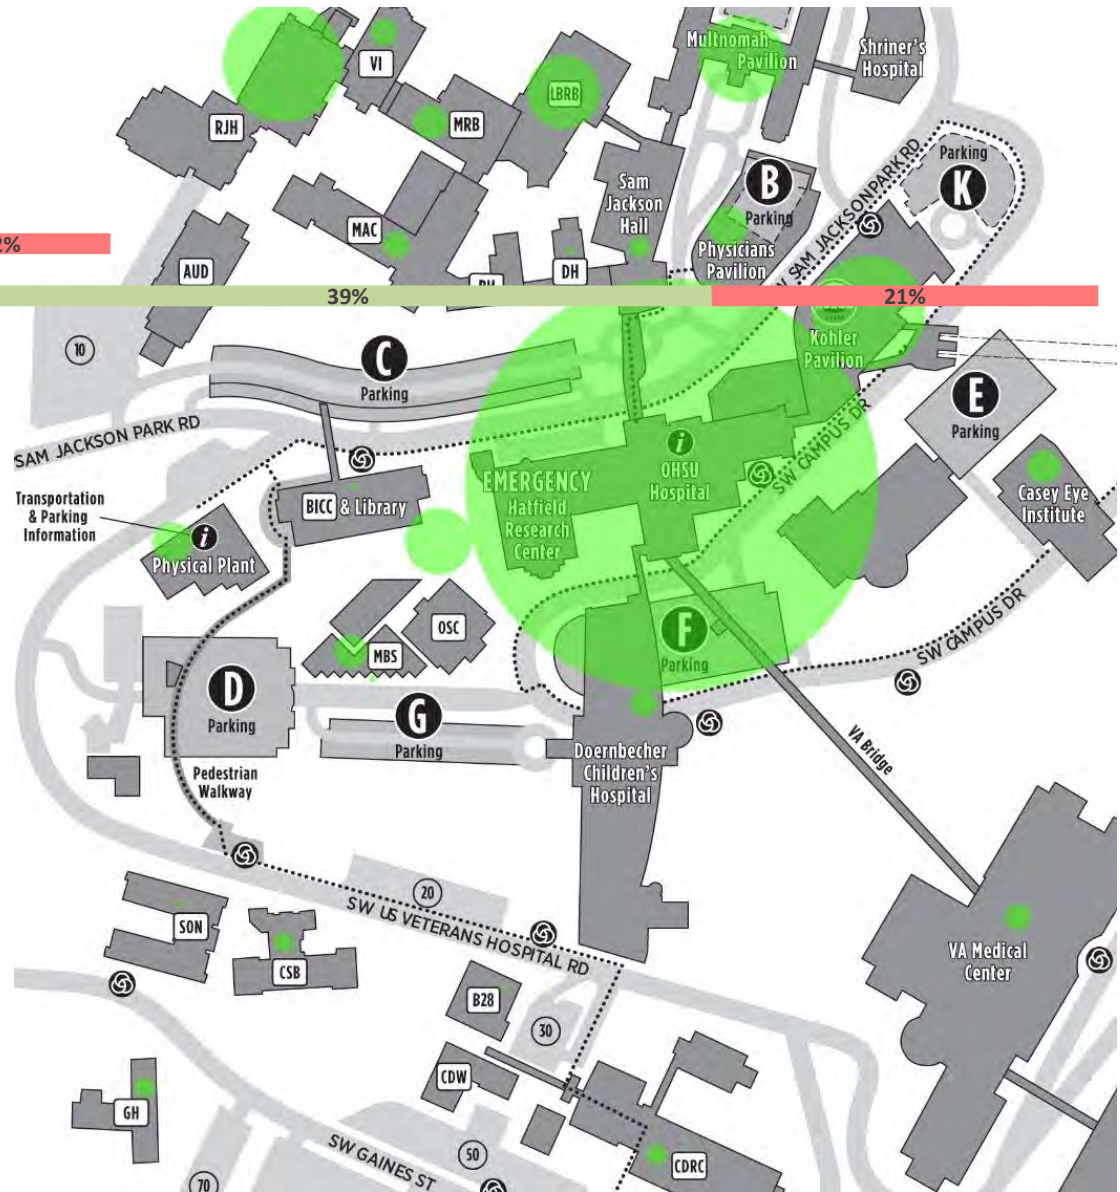 Multnomah
Pavilion
Shriner's
Hospital
VI
LBRB
RJH
MRB
Parking
K
B
Parking
SW SAM JACKSON PARK RD
Sam
Jackson
Hall
MAC
DH
Physicians
Pavilion
2%
AUD
39%
21%
10
Kohler
Pavilion
C
Parking
E
Parking
SAM JACKSON PARK RD
SW CAMPUS DR
i
OHSU
Hospital
EMERGENCY
Hatfield
Research
Center
Casey Eye
Institute
Transportation
& Parking
Information
BICC & Library
i
Physical Plant
OSC
MBS
F
Parking
SW CAMPUS DR
D
Parking
G
Parking
Doernbecher
Children's
Hospital
VA Bridge
Pedestrian
Walkway
20
SW US VETERANS HOSPITAL RD
SON
CSB
VA Medical
Center
B28
30
CDW
GH
SW GAINES ST
50
CDRC
70